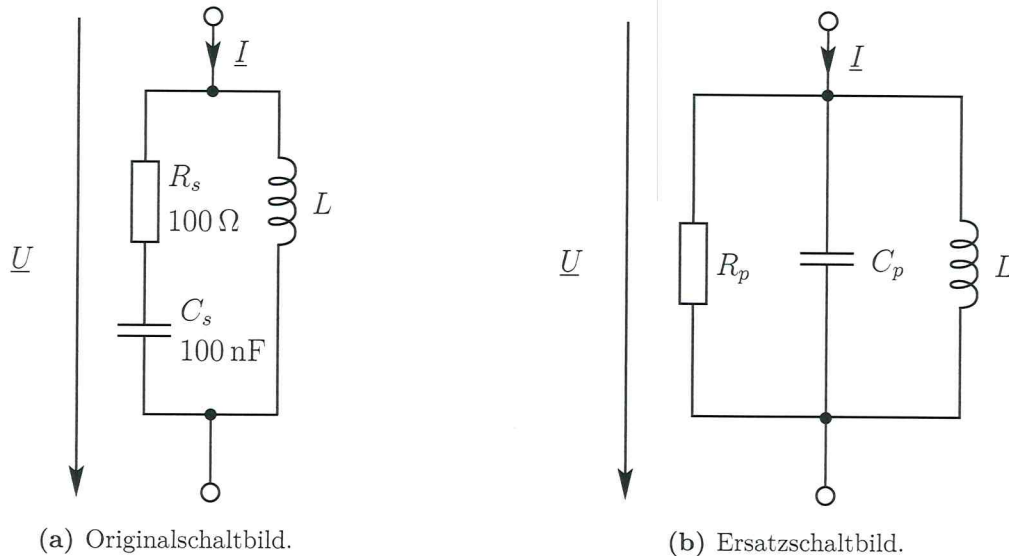 I
R_s
100 Ω
L
U
C_s
100 nF
(a) Originalschaltbild.
I
U
R_p
C_p
L
(b) Ersatzschaltbild.